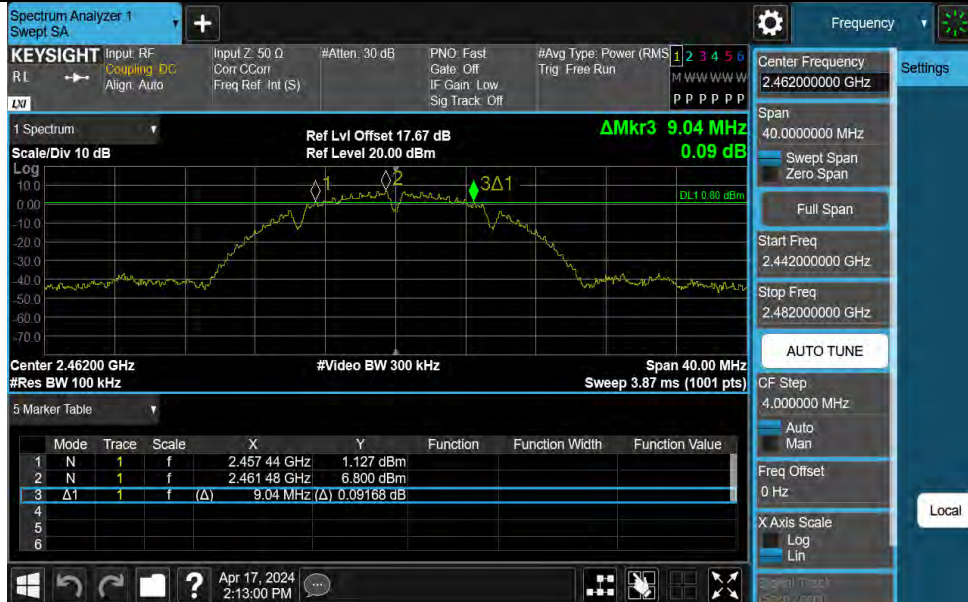 Spectrum Analyzer 1
Swept SA
Frequency
KEYSIGHT
RL
LXI
Input: RF
Coupling: DC
Align: Auto
Input Z: 50 Ω
Corr CCorr
Freq Ref: Int (S)
#Atten: 30 dB
PNO: Fast
Gate: Off
IF Gain: Low
Sig Track: Off
#Avg Type: Power (RMS
Trig: Free Run
1 2 3 4 5 6
M W W W W W
P P P P P P
1 Spectrum
Scale/Div 10 dB
Ref Lvl Offset 17.67 dB
Ref Level 20.00 dBm
ΔMkr3 9.04 MHz
0.09 dB
Log
10.0
0.00
-10.0
-20.0
-30.0
-40.0
-50.0
-60.0
-70.0
1
2
3Δ1
DL1 0.80 dBm
Center 2.46200 GHz
#Res BW 100 kHz
#Video BW 300 kHz
Span 40.00 MHz
Sweep 3.87 ms (1001 pts)
5 Marker Table
Mode Trace Scale X Y Function Function Width Function Value
1 N 1 f 2.457 44 GHz 1.127 dBm
2 N 1 f 2.461 48 GHz 6.800 dBm
3 Δ1 1 f (Δ) 9.04 MHz (Δ) 0.09168 dB
4
5
6
Apr 17, 2024
2:13:00 PM
Center Frequency
2.462000000 GHz
Span
40.0000000 MHz
Swept Span
Zero Span
Full Span
Start Freq
2.442000000 GHz
Stop Freq
2.482000000 GHz
AUTO TUNE
CF Step
4.000000 MHz
Auto
Man
Freq Offset
0 Hz
X Axis Scale
Log
Lin
Signal Track
Settings
Local